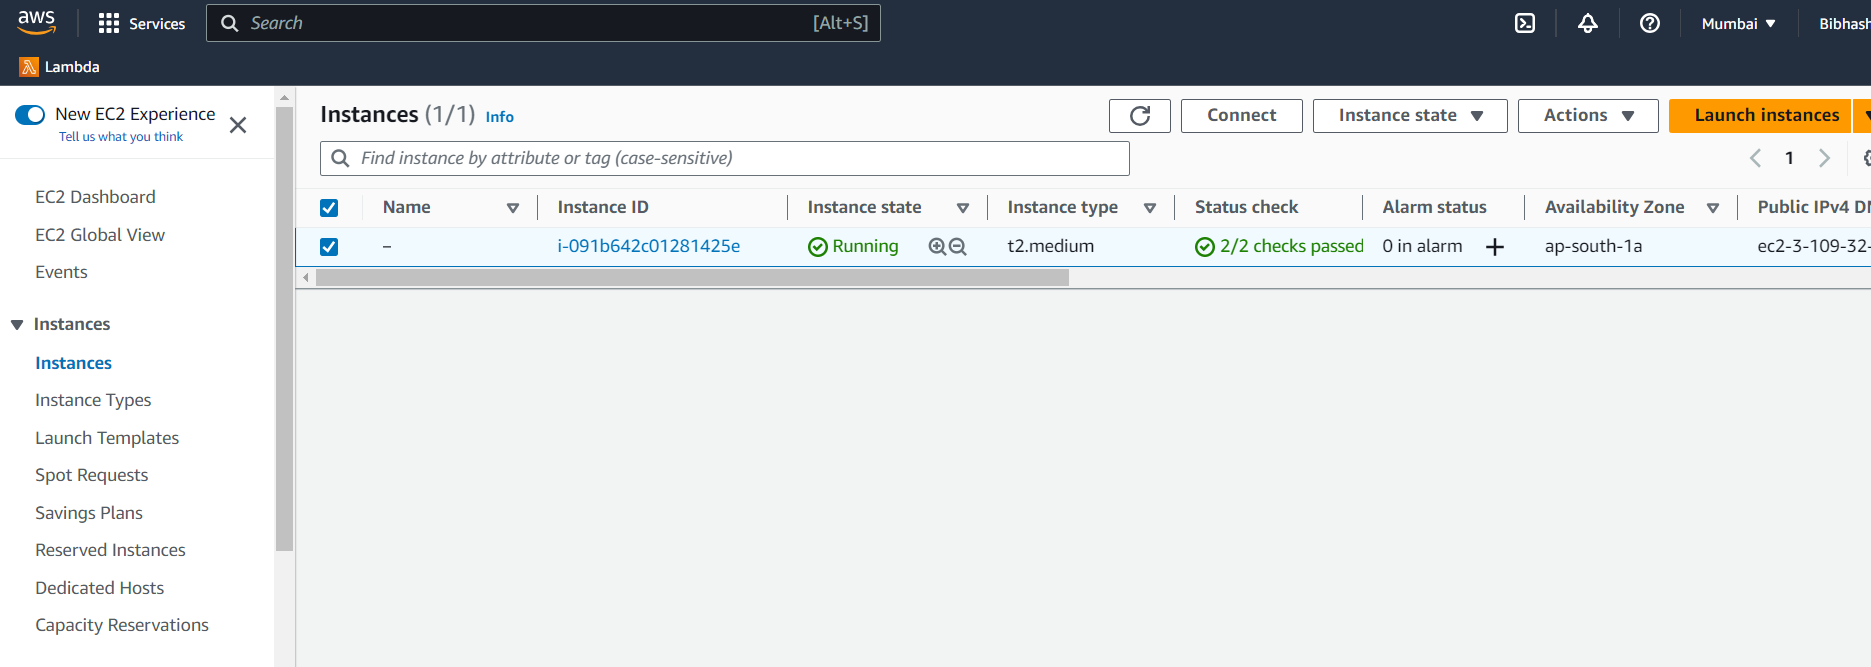 aws Services Search [Alt+S] Mumbai Bibhash
Lambda
New EC2 Experience
Tell us what you think
EC2 Dashboard
EC2 Global View
Events
Instances
Instances
Instance Types
Launch Templates
Spot Requests
Savings Plans
Reserved Instances
Dedicated Hosts
Capacity Reservations
Instances (1/1) Info Connect Instance state Actions Launch instances
Find instance by attribute or tag (case-sensitive) 1
Name Instance ID Instance state Instance type Status check Alarm status Availability Zone Public IPv4 DN
– i-091b642c01281425e Running t2.medium 2/2 checks passed 0 in alarm + ap-south-1a ec2-3-109-32-